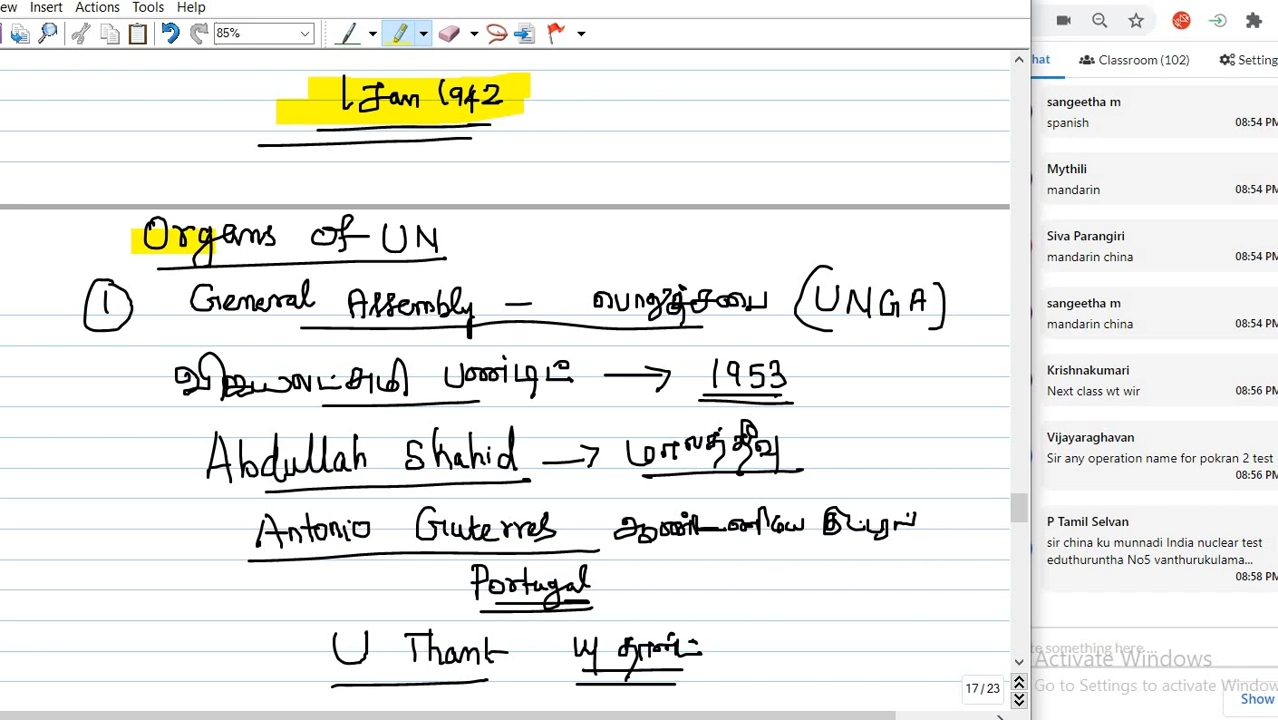 ew Insert Actions Tools Help
85%
1 Jan 1942
Organs of UN
① General Assembly – பொதுச்சபை (UNGA)
விஜயலட்சுமி பண்டிட் → 1953
Abdullah Shahid → மாலத்தீவு
Antonio Guterres ஆண்டனியோ
Portugal
U Thant யு தாண்ட்
17 / 23
hat Classroom (102) Setting
sangeetha m
spanish 08:54 PM
Mythili
mandarin 08:54 PM
Siva Parangiri
mandarin china 08:54 PM
sangeetha m
mandarin china 08:54 PM
Krishnakumari
Next class wt wir 08:56 PM
Vijayaraghavan
Sir any operation name for pokran 2 test
08:56 PM
P Tamil Selvan
sir china ku munnadi India nuclear test
eduthuruntha No5 vanthurukulama...
08:58 PM
te something here...
Activate Windows
Go to Settings to activate Window
Show